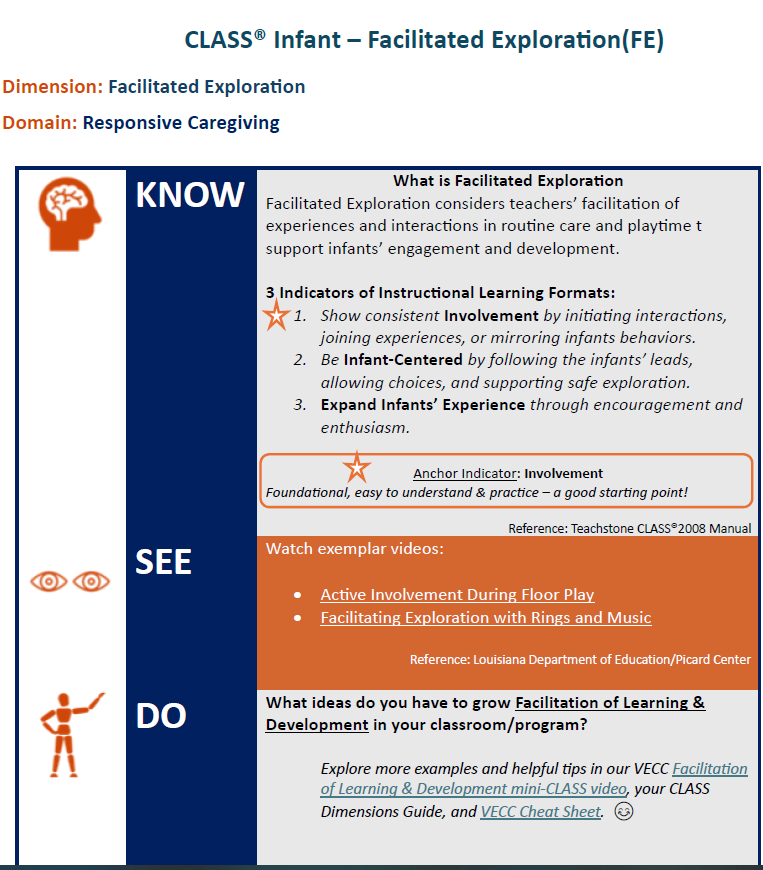 CLASS® Infant – Facilitated Exploration(FE)
Dimension: Facilitated Exploration
Domain: Responsive Caregiving
KNOW
What is Facilitated Exploration
Facilitated Exploration considers teachers’ facilitation of
experiences and interactions in routine care and playtime t
support infants’ engagement and development.
3 Indicators of Instructional Learning Formats:
1. Show consistent Involvement by initiating interactions,
joining experiences, or mirroring infants behaviors.
2. Be Infant-Centered by following the infants’ leads,
allowing choices, and supporting safe exploration.
3. Expand Infants’ Experience through encouragement and
enthusiasm.
Anchor Indicator: Involvement
Foundational, easy to understand & practice – a good starting point!
Reference: Teachstone CLASS®2008 Manual
SEE
Watch exemplar videos:
• Active Involvement During Floor Play
• Facilitating Exploration with Rings and Music
Reference: Louisiana Department of Education/Picard Center
DO
What ideas do you have to grow Facilitation of Learning &
Development in your classroom/program?
Explore more examples and helpful tips in our VECC Facilitation
of Learning & Development mini-CLASS video, your CLASS
Dimensions Guide, and VECC Cheat Sheet. 😊